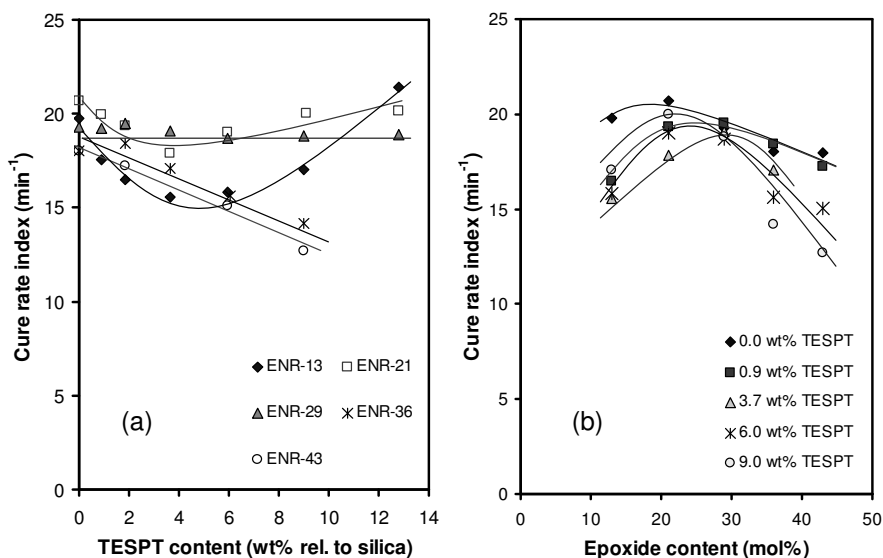 25
20
15
10
5
0
0 2 4 6 8 10 12 14
Cure rate index (min⁻¹)
TESPT content (wt% rel. to silica)
ENR-13 ENR-21
ENR-29 ENR-36
ENR-43
(a)
25
20
15
10
5
0
0 10 20 30 40 50
Cure rate index (min⁻¹)
Epoxide content (mol%)
0.0 wt% TESPT
0.9 wt% TESPT
3.7 wt% TESPT
6.0 wt% TESPT
9.0 wt% TESPT
(b)